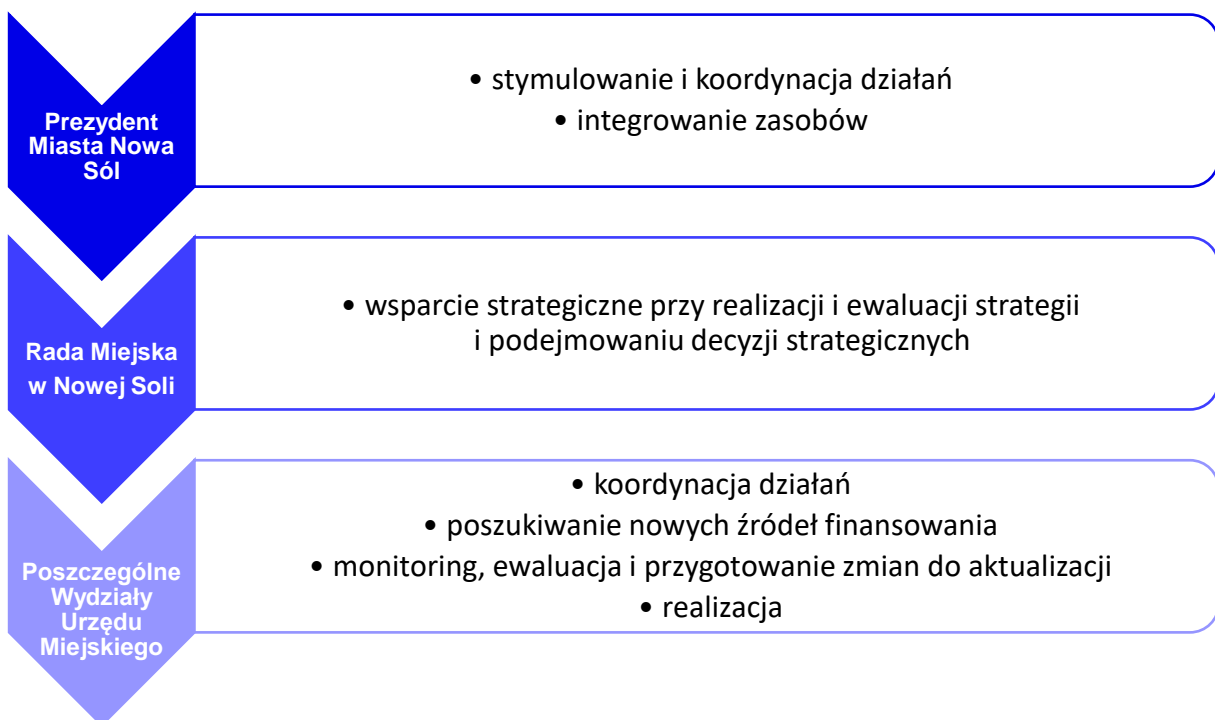 Prezydent
Miasta Nowa
Sól
• stymulowanie i koordynacja działań
• integrowanie zasobów
Rada Miejska
w Nowej Soli
• wsparcie strategiczne przy realizacji i ewaluacji strategii
i podejmowaniu decyzji strategicznych
Poszczególne
Wydziały
Urzędu
Miejskiego
• koordynacja działań
• poszukiwanie nowych źródeł finansowania
• monitoring, ewaluacja i przygotowanie zmian do aktualizacji
• realizacja